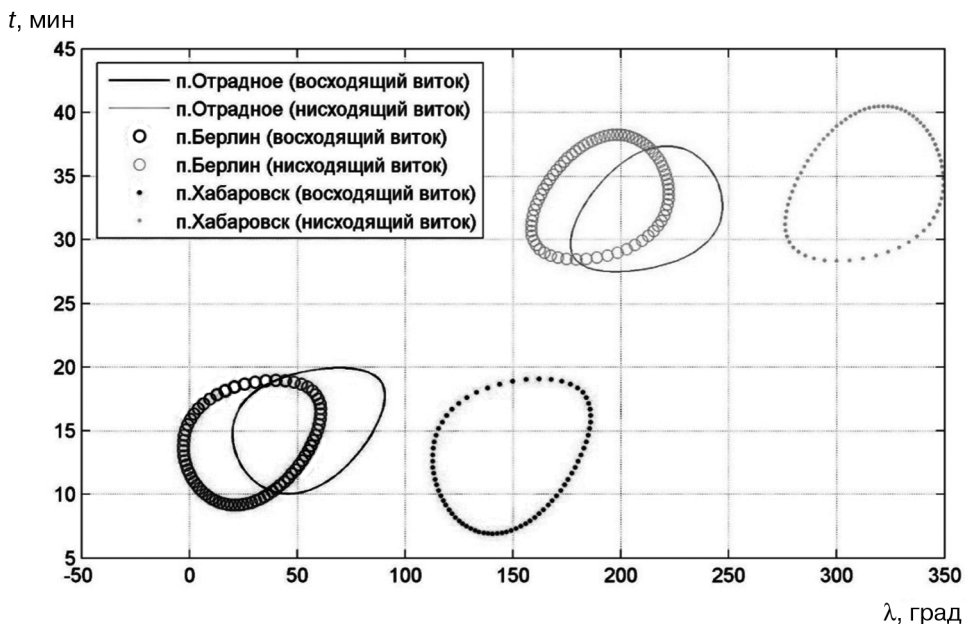 t, мин
45
п.Отрадное (восходящий виток)
п.Отрадное (нисходящий виток)
п.Берлин (восходящий виток)
п.Берлин (нисходящий виток)
п.Хабаровск (восходящий виток)
п.Хабаровск (нисходящий виток)
40
35
30
25
20
15
10
5
-50 0 50 100 150 200 250 300 350
λ, град